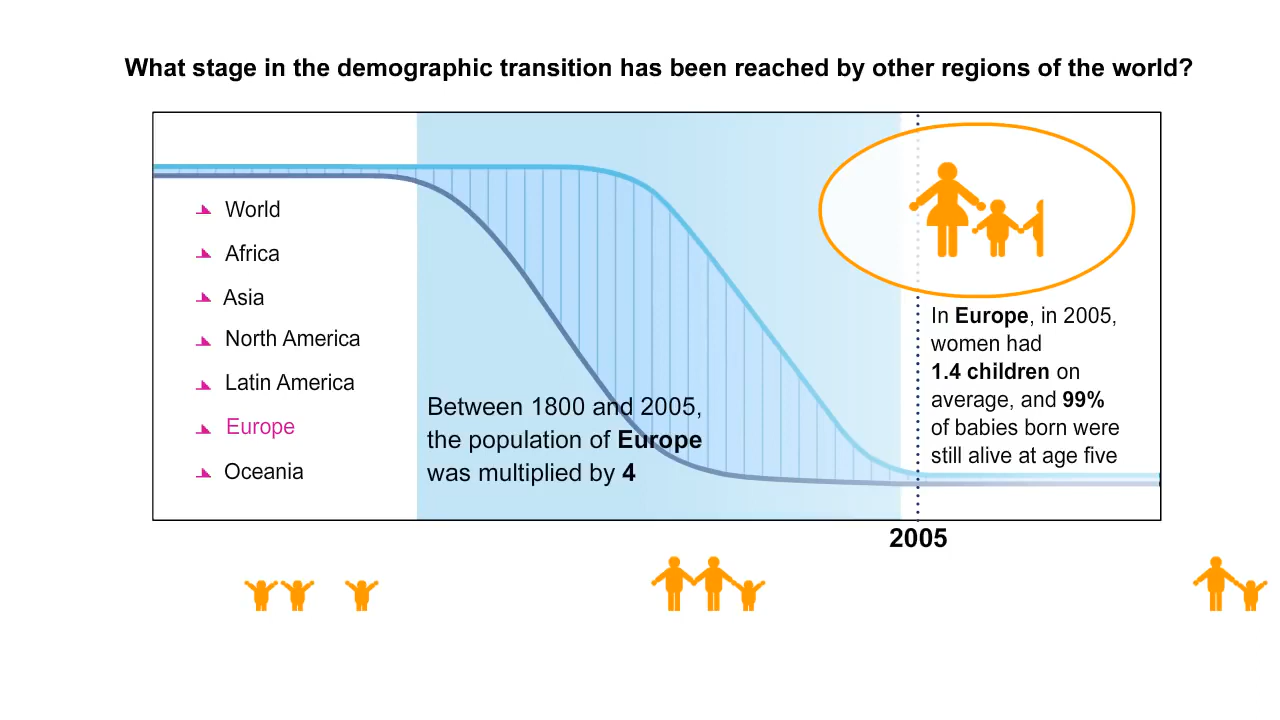 What stage in the demographic transition has been reached by other regions of the world?
World
Africa
Asia
North America
Latin America
Europe
Oceania
Between 1800 and 2005,
the population of Europe
was multiplied by 4
In Europe, in 2005,
women had
1.4 children on
average, and 99%
of babies born were
still alive at age five
2005